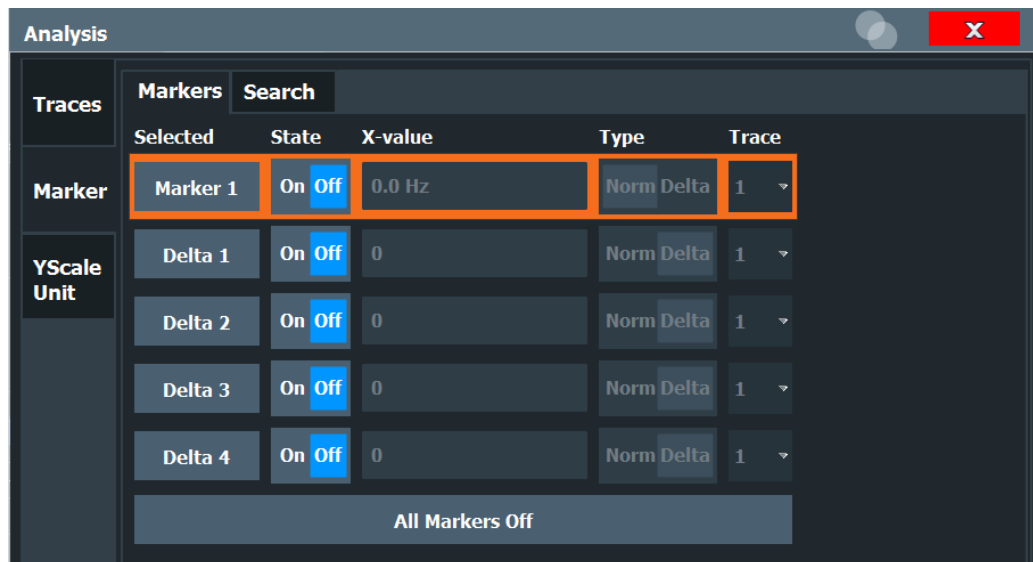 Analysis
X
Traces
Marker
YScale
Unit
Markers Search
Selected State X-value Type Trace
Marker 1 On Off 0.0 Hz Norm Delta 1
Delta 1 On Off 0 Norm Delta 1
Delta 2 On Off 0 Norm Delta 1
Delta 3 On Off 0 Norm Delta 1
Delta 4 On Off 0 Norm Delta 1
All Markers Off